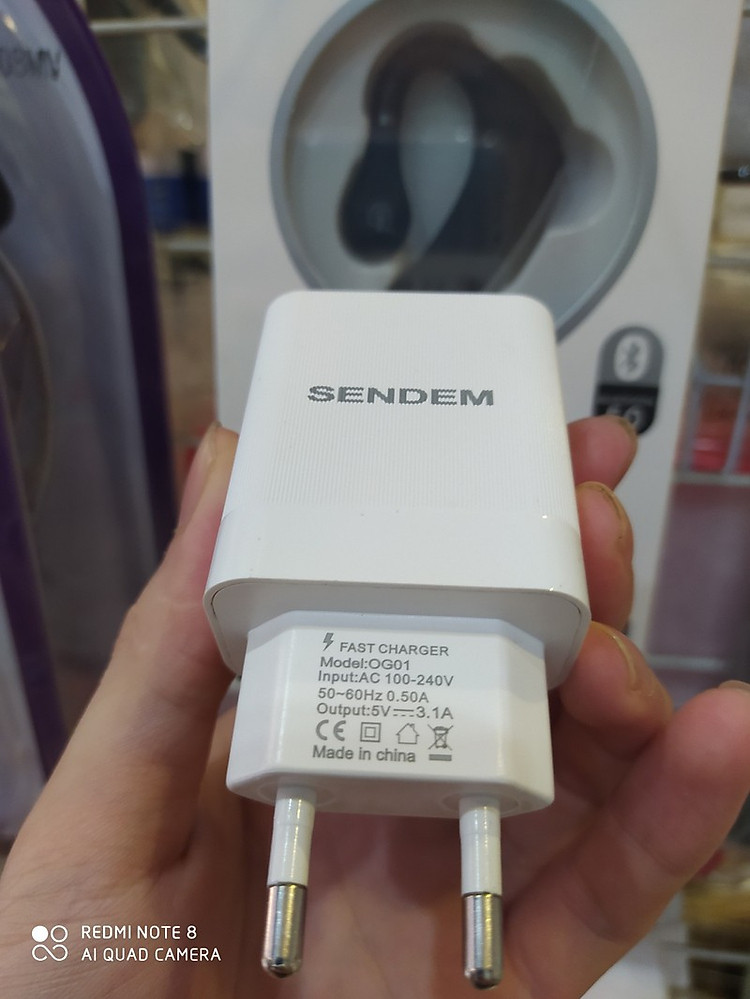 SENDEM
FAST CHARGER
Model:OG01
Input:AC 100-240V
50~60Hz 0.50A
Output:5V⎓3.1A
CE
Made in china
REDMI NOTE 8
AI QUAD CAMERA